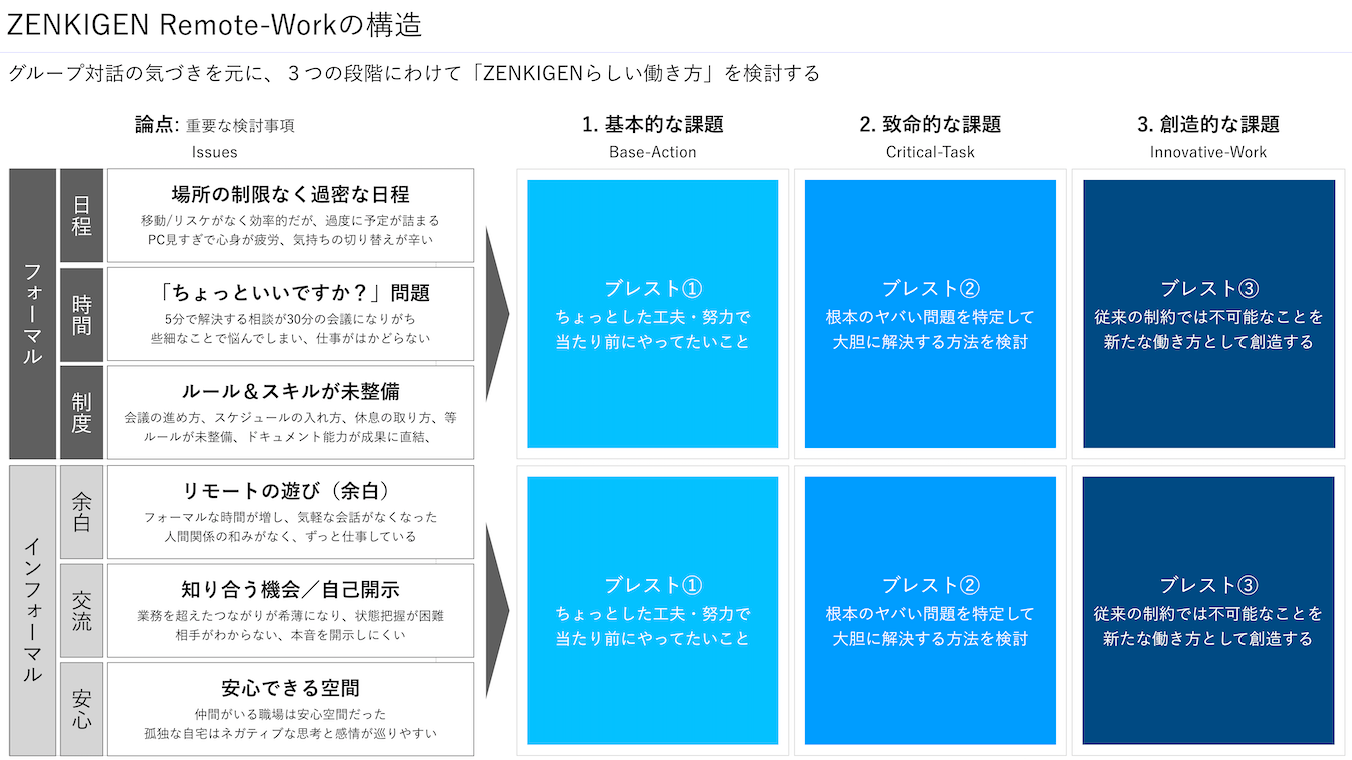 ZENKIGEN Remote-Workの構造
グループ対話の気づきを元に、３つの段階にわけて「ZENKIGENらしい働き方」を検討する
論点: 重要な検討事項
Issues
1. 基本的な課題
Base-Action
2. 致命的な課題
Critical-Task
3. 創造的な課題
Innovative-Work
フォーマル
日程
場所の制限なく過密な日程
移動/リスケがなく効率的だが、過度に予定が詰まる
PC見すぎで心身が疲労、気持ちの切り替えが辛い
時間
「ちょっといいですか？」問題
5分で解決する相談が30分の会議になりがち
些細なことで悩んでしまい、仕事がはかどらない
制度
ルール＆スキルが未整備
会議の進め方、スケジュールの入れ方、休息の取り方、等
ルールが未整備、ドキュメント能力が成果に直結、
ブレスト①
ちょっとした工夫・努力で
当たり前にやってたいこと
ブレスト②
根本のヤバい問題を特定して
大胆に解決する方法を検討
ブレスト③
従来の制約では不可能なことを
新たな働き方として創造する
インフォーマル
余白
リモートの遊び（余白）
フォーマルな時間が増し、気軽な会話がなくなった
人間関係の和みがなく、ずっと仕事している
交流
知り合う機会／自己開示
業務を超えたつながりが希薄になり、状態把握が困難
相手がわからない、本音を開示しにくい
安心
安心できる空間
仲間がいる職場は安心空間だった
孤独な自宅はネガティブな思考と感情が巡りやすい
ブレスト①
ちょっとした工夫・努力で
当たり前にやってたいこと
ブレスト②
根本のヤバい問題を特定して
大胆に解決する方法を検討
ブレスト③
従来の制約では不可能なことを
新たな働き方として創造する